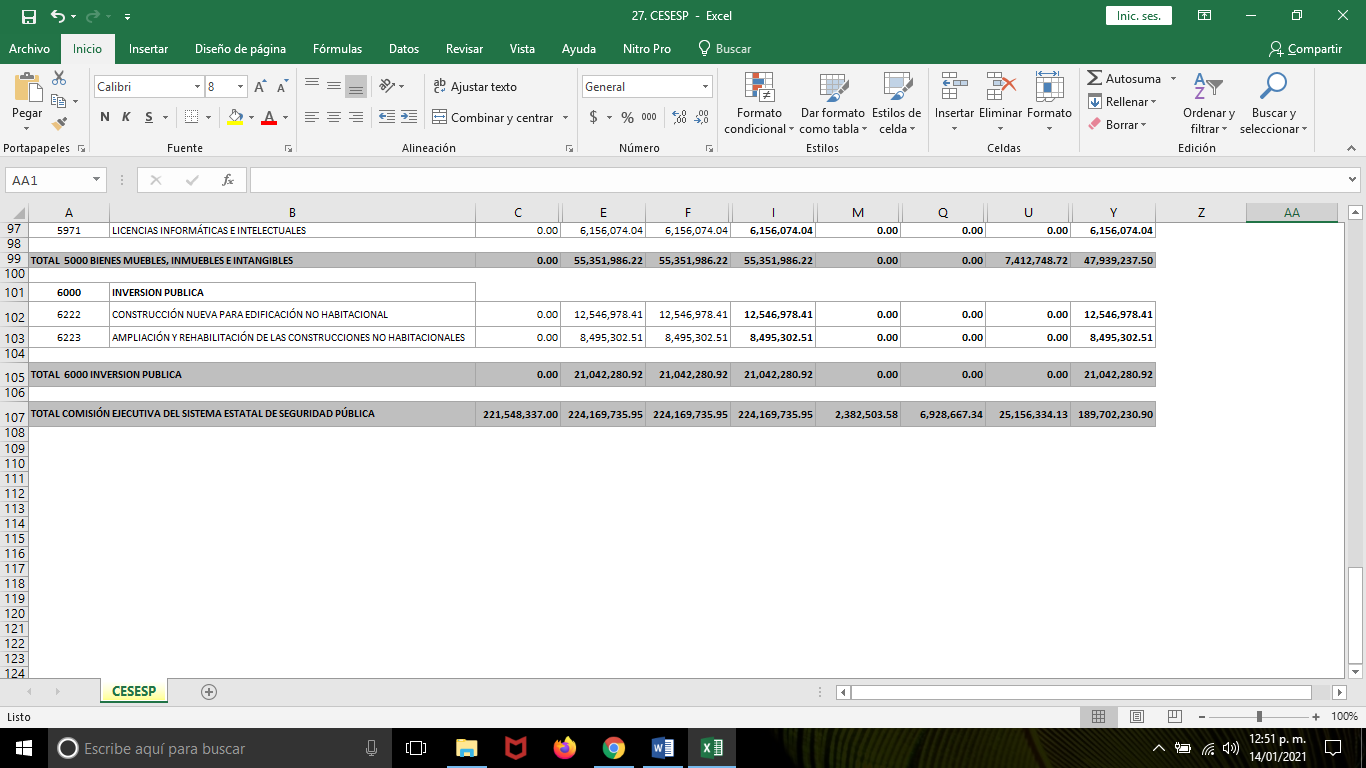 27. CESESP - Excel
Inic. ses.
Archivo Inicio Insertar Diseño de página Fórmulas Datos Revisar Vista Ayuda Nitro Pro Buscar Compartir
Pegar
Calibri 8
N K S
A A A
ab Ajustar texto
Combinar y centrar
General
$ % 000
Formato condicional
Dar formato como tabla
Estilos de celda
Insertar Eliminar Formato
Autosuma
Rellenar
Borrar
Ordenar y filtrar
Buscar y seleccionar
Portapapeles Fuente Alineación Número Estilos Celdas Edición
AA1 fx
A B C E F I M Q U Y Z AA
97 5971 LICENCIAS INFORMÁTICAS E INTELECTUALES 0.00 6,156,074.04 6,156,074.04 6,156,074.04 0.00 0.00 0.00 6,156,074.04
98
99 TOTAL 5000 BIENES MUEBLES, INMUEBLES E INTANGIBLES 0.00 55,351,986.22 55,351,986.22 55,351,986.22 0.00 0.00 7,412,748.72 47,939,237.50
100
101 6000 INVERSION PUBLICA
102 6222 CONSTRUCCIÓN NUEVA PARA EDIFICACIÓN NO HABITACIONAL 0.00 12,546,978.41 12,546,978.41 12,546,978.41 0.00 0.00 0.00 12,546,978.41
103 6223 AMPLIACIÓN Y REHABILITACIÓN DE LAS CONSTRUCCIONES NO HABITACIONALES 0.00 8,495,302.51 8,495,302.51 8,495,302.51 0.00 0.00 0.00 8,495,302.51
104
105 TOTAL 6000 INVERSION PUBLICA 0.00 21,042,280.92 21,042,280.92 21,042,280.92 0.00 0.00 0.00 21,042,280.92
106
107 TOTAL COMISIÓN EJECUTIVA DEL SISTEMA ESTATAL DE SEGURIDAD PÚBLICA 221,548,337.00 224,169,735.95 224,169,735.95 224,169,735.95 2,382,503.58 6,928,667.34 25,156,334.13 189,702,230.90
108
109
110
111
112
113
114
115
116
117
118
119
120
121
122
123
124
CESESP
Listo 100%
Escribe aquí para buscar
12:51 p. m.
14/01/2021